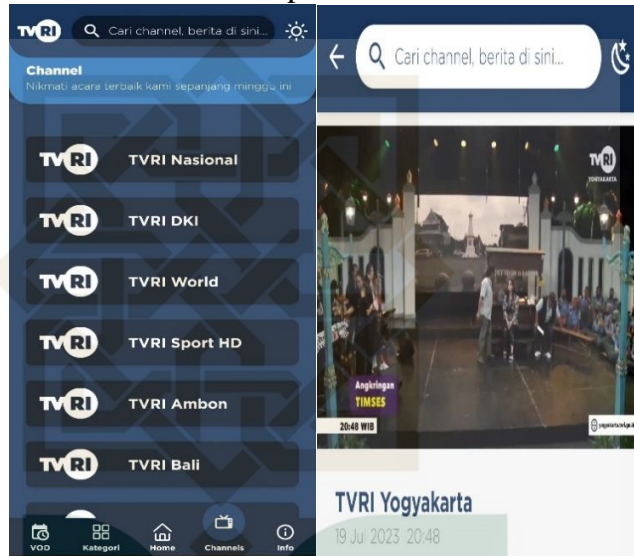 TVRI
Cari channel, berita di sini...
Channel
Nikmati acara terbaik kami sepanjang minggu ini
TVRI TVRI Nasional
TVRI TVRI DKI
TVRI TVRI World
TVRI TVRI Sport HD
TVRI TVRI Ambon
TVRI TVRI Bali
VOD Kategori Home Channels Info
Cari channel, berita di sini...
TVRI
YOGYAKARTA
Angkringan
TIMSES
20:48 WIB
TVRI Yogyakarta
19 Jul 2023 20:48